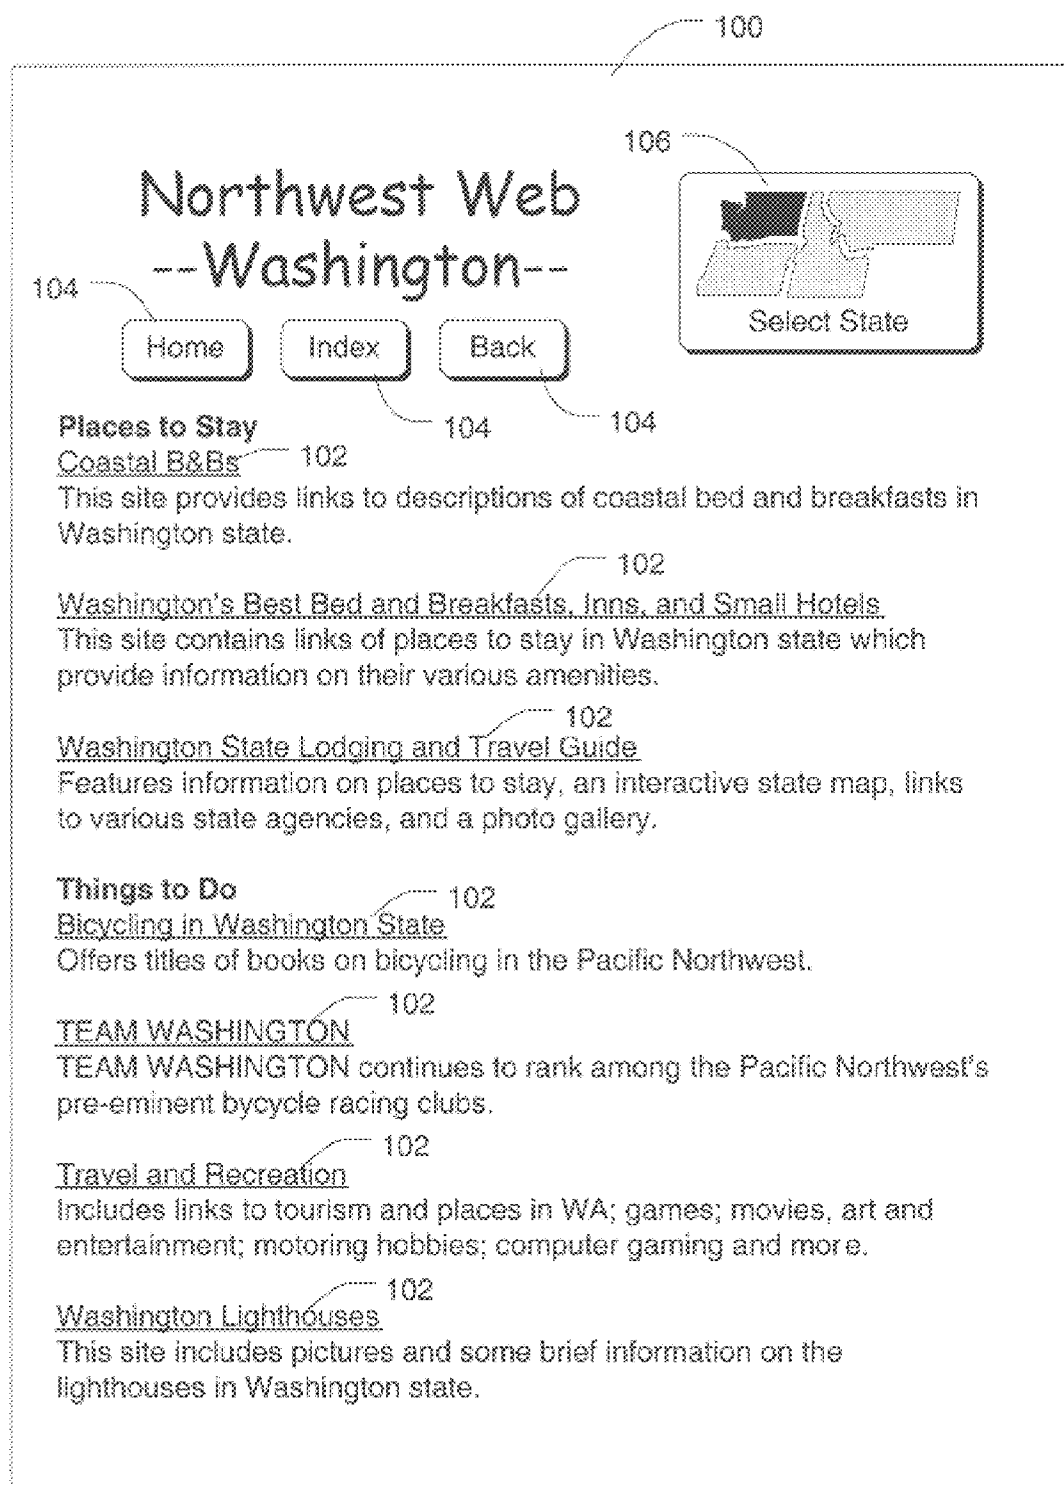 100
106
Northwest Web
--Washington--
104
Select State
Home Index Back
104 104
Places to Stay
Coastal B&Bs 102
This site provides links to descriptions of coastal bed and breakfasts in
Washington state.
102
Washington's Best Bed and Breakfasts, Inns, and Small Hotels
This site contains links of places to stay in Washington state which
provide information on their various amenities.
102
Washington State Lodging and Travel Guide
Features information on places to stay, an interactive state map, links
to various state agencies, and a photo gallery.
Things to Do
102
Bicycling in Washington State
Offers titles of books on bicycling in the Pacific Northwest.
102
TEAM WASHINGTON
TEAM WASHINGTON continues to rank among the Pacific Northwest's
pre-eminent bycycle racing clubs.
102
Travel and Recreation
Includes links to tourism and places in WA; games; movies, art and
entertainment; motoring hobbies; computer gaming and more.
102
Washington Lighthouses
This site includes pictures and some brief information on the
lighthouses in Washington state.